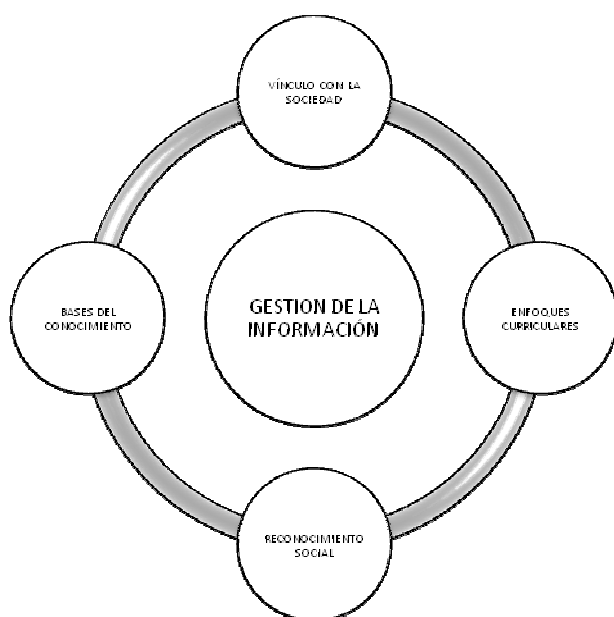 VÍNCULO CON LA
SOCIEDAD
BASES DEL
CONOCIMIENTO
GESTION DE LA
INFORMACIÓN
ENFOQUES
CURRICULARES
RECONOCIMIENTO
SOCIAL